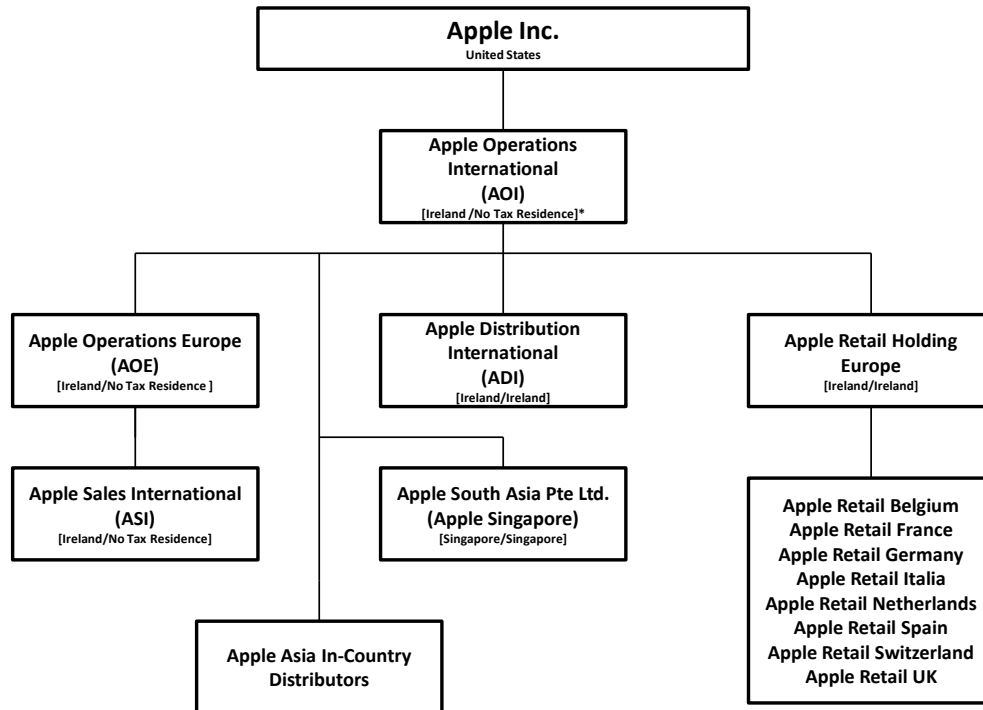 Apple Inc.
United States
Apple Operations
International
(AOI)
[Ireland /No Tax Residence]*
Apple Operations Europe
(AOE)
[Ireland/No Tax Residence ]
Apple Distribution
International
(ADI)
[Ireland/Ireland]
Apple Retail Holding
Europe
[Ireland/Ireland]
Apple Sales International
(ASI)
[Ireland/No Tax Residence]
Apple South Asia Pte Ltd.
(Apple Singapore)
[Singapore/Singapore]
Apple Retail Belgium
Apple Retail France
Apple Retail Germany
Apple Retail Italia
Apple Retail Netherlands
Apple Retail Spain
Apple Retail Switzerland
Apple Retail UK
Apple Asia In-Country
Distributors